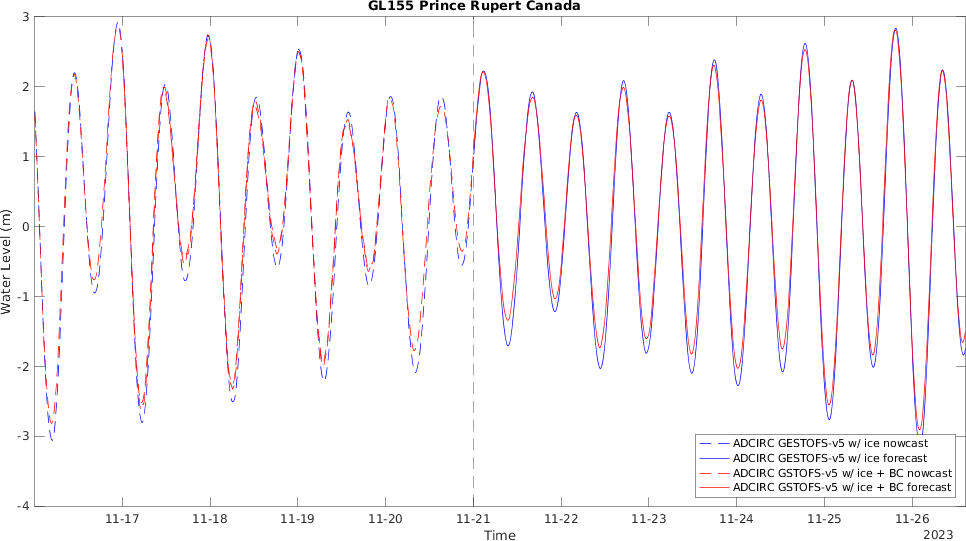 GL155 Prince Rupert Canada
3
2
1
0
-1
-2
-3
-4
Water Level (m)
ADCIRC GESTOFS-v5 w/ ice nowcast
ADCIRC GESTOFS-v5 w/ ice forecast
ADCIRC GSTOFS-v5 w/ ice + BC nowcast
ADCIRC GSTOFS-v5 w/ ice + BC forecast
11-17 11-18 11-19 11-20 11-21 11-22 11-23 11-24 11-25 11-26
Time
2023